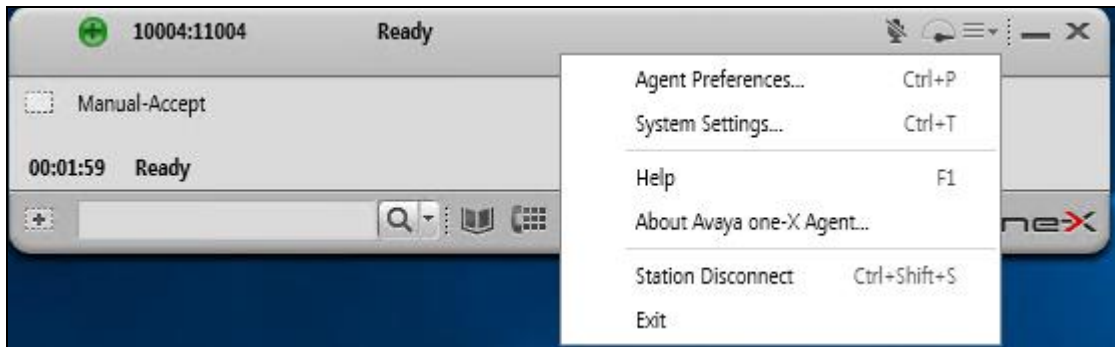 10004:11004 Ready
Manual-Accept
00:01:59 Ready
Agent Preferences... Ctrl+P
System Settings... Ctrl+T
Help F1
About Avaya one-X Agent...
Station Disconnect Ctrl+Shift+S
Exit
ne-X